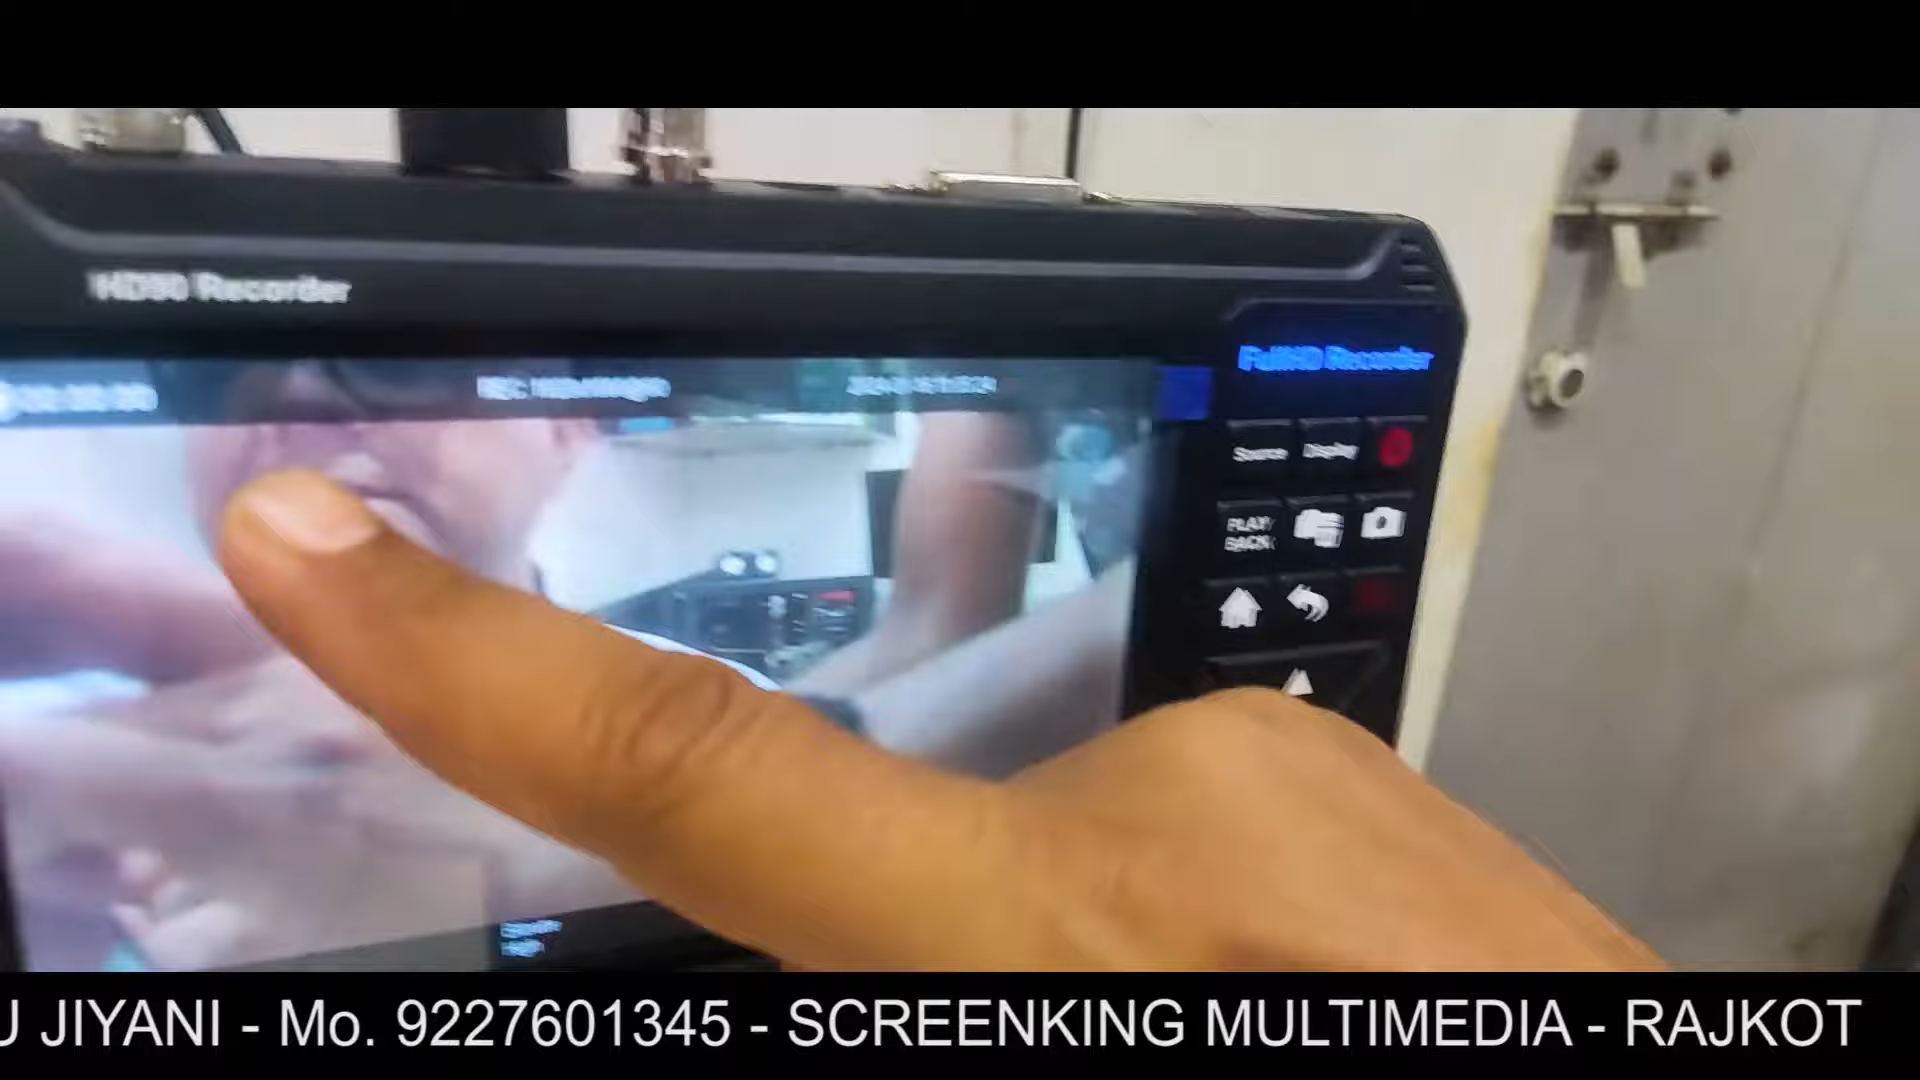 HD90 Recorder
FullHD Recorder
Source Display
PLAY/
BACK
U JIYANI - Mo. 9227601345 - SCREENKING MULTIMEDIA - RAJKOT